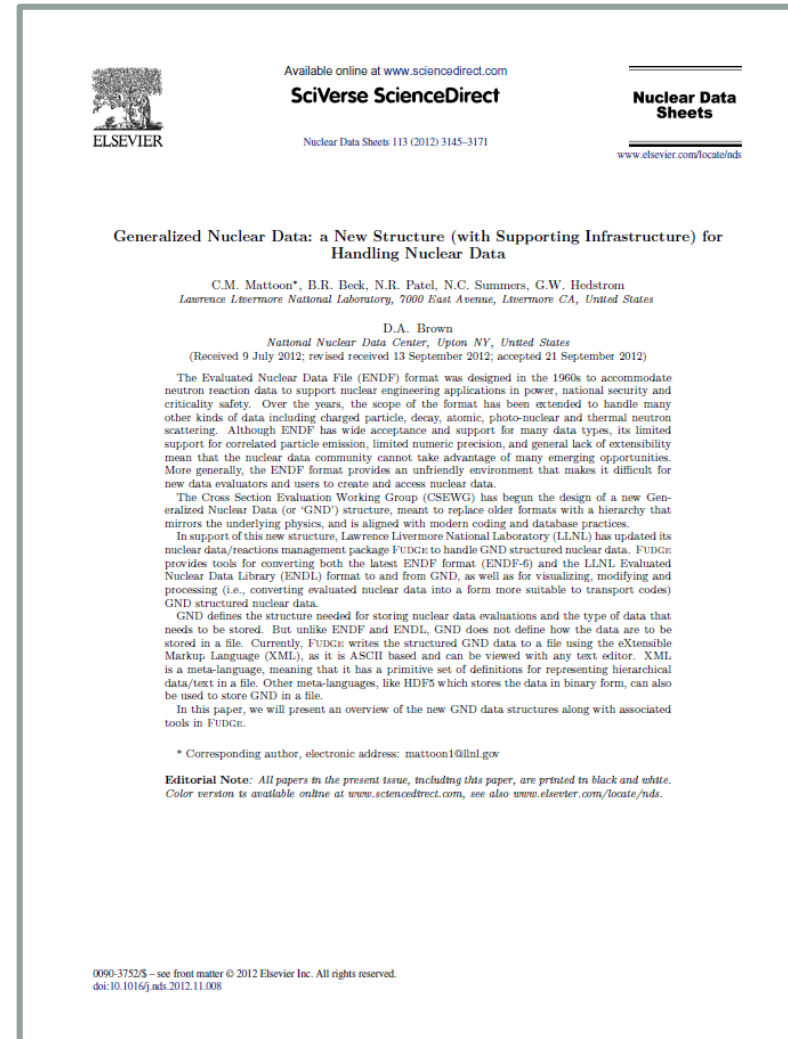 Available online at www.sciencedirect.com
SciVerse ScienceDirect
Nuclear Data Sheets 113 (2012) 3145–3171
ELSEVIER
Nuclear Data
Sheets
www.elsevier.com/locate/nds
Generalized Nuclear Data: a New Structure (with Supporting Infrastructure) for
Handling Nuclear Data
C.M. Mattoon*, B.R. Beck, N.R. Patel, N.C. Summers, G.W. Hedstrom
Lawrence Livermore National Laboratory, 7000 East Avenue, Livermore CA, United States
D.A. Brown
National Nuclear Data Center, Upton NY, United States
(Received 9 July 2012; revised received 13 September 2012; accepted 21 September 2012)
The Evaluated Nuclear Data File (ENDF) format was designed in the 1960s to accommodate
neutron reaction data to support nuclear engineering applications in power, national security and
criticality safety. Over the years, the scope of the format has been extended to handle many
other kinds of data including charged particle, decay, atomic, photo-nuclear and thermal neutron
scattering. Although ENDF has wide acceptance and support for many data types, its limited
support for correlated particle emission, limited numeric precision, and general lack of extensibility
mean that the nuclear data community cannot take advantage of many emerging opportunities.
More generally, the ENDF format provides an unfriendly environment that makes it difficult for
new data evaluators and users to create and access nuclear data.
The Cross Section Evaluation Working Group (CSEWG) has begun the design of a new Gen-
eralized Nuclear Data (or ‘GND’) structure, meant to replace older formats with a hierarchy that
mirrors the underlying physics, and is aligned with modern coding and database practices.
In support of this new structure, Lawrence Livermore National Laboratory (LLNL) has updated its
nuclear data/reactions management package FUDGE to handle GND structured nuclear data. FUDGE
provides tools for converting both the latest ENDF format (ENDF-6) and the LLNL Evaluated
Nuclear Data Library (ENDL) format to and from GND, as well as for visualizing, modifying and
processing (i.e., converting evaluated nuclear data into a form more suitable to transport codes)
GND structured nuclear data.
GND defines the structure needed for storing nuclear data evaluations and the type of data that
needs to be stored. But unlike ENDF and ENDL, GND does not define how the data are to be
stored in a file. Currently, FUDGE writes the structured GND data to a file using the eXtensible
Markup Language (XML), as it is ASCII based and can be viewed with any text editor. XML
is a meta-language, meaning that it has a primitive set of definitions for representing hierarchical
data/text in a file. Other meta-languages, like HDF5 which stores the data in binary form, can also
be used to store GND in a file.
In this paper, we will present an overview of the new GND data structures along with associated
tools in FUDGE.
* Corresponding author, electronic address: mattoon1@llnl.gov
Editorial Note: All papers in the present issue, including this paper, are printed in black and white.
Color version is available online at www.sciencedirect.com, see also www.elsevier.com/locate/nds.
0090-3752/$ – see front matter © 2012 Elsevier Inc. All rights reserved.
doi:10.1016/j.nds.2012.11.008